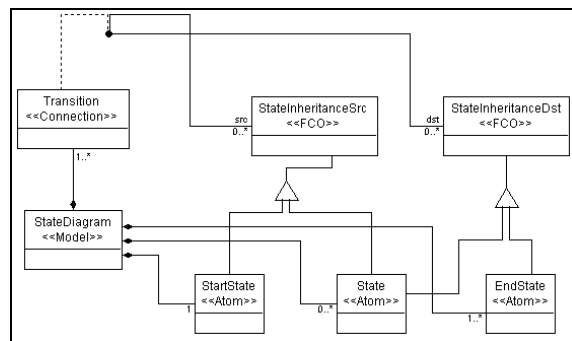 Transition
<<Connection>>
StateInheritanceSrc
<<FCO>>
StateInheritanceDst
<<FCO>>
src
0..*
dst
0..*
1..*
StateDiagram
<<Model>>
StartState
<<Atom>>
State
<<Atom>>
EndState
<<Atom>>
1
0..*
1..*